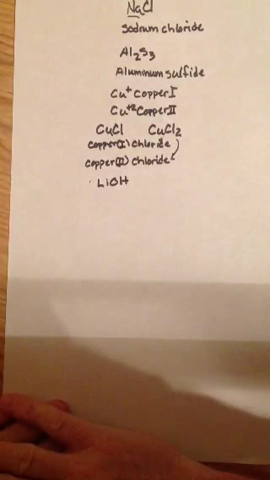 NaCl
Sodium chloride
Al2S3
Aluminum sulfide
Cu+ copper I
Cu+2 Copper II
CuCl CuCl2
copper(I) chloride
copper(II) chloride
LiOH